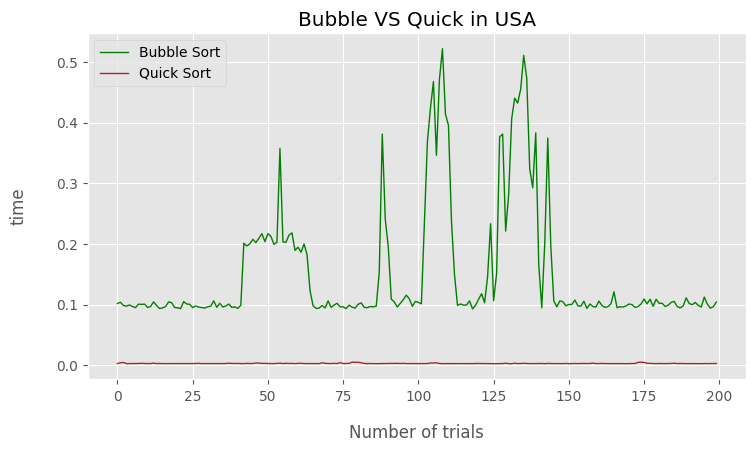 Bubble VS Quick in USA
Bubble Sort
Quick Sort
0.5
0.4
0.3
0.2
0.1
0.0
time
0 25 50 75 100 125 150 175 200
Number of trials